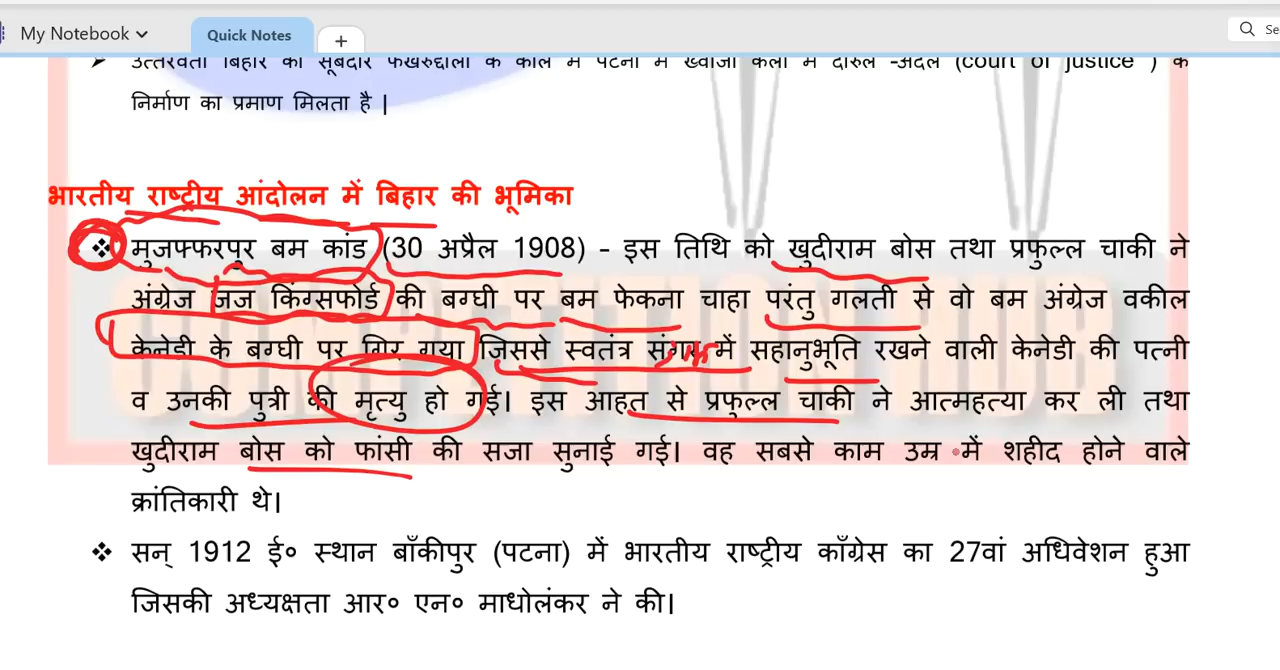 My Notebook
Quick Notes
+
Se
➤ उत्तरवर्ती बिहार का सूबेदार फखरुद्दौला के काल में पटना में ख्वाजा कला में दारुल -अदल (court of justice ) के
निर्माण का प्रमाण मिलता है |
भारतीय राष्ट्रीय आंदोलन में बिहार की भूमिका
❖ मुजफ्फरपुर बम कांड (30 अप्रैल 1908) - इस तिथि को खुदीराम बोस तथा प्रफुल्ल चाकी ने
अंग्रेज जज किंग्सफोर्ड की बग्घी पर बम फेकना चाहा परंतु गलती से वो बम अंग्रेज वकील
केनेडी के बग्घी पर गिर गया जिससे स्वतंत्र में सहानुभूति रखने वाली केनेडी की पत्नी
व उनकी पुत्री की मृत्यु हो गई। इस आहत से प्रफुल्ल चाकी ने आत्महत्या कर ली तथा
खुदीराम बोस को फांसी की सजा सुनाई गई। वह सबसे काम उम्र में शहीद होने वाले
क्रांतिकारी थे।
❖ सन् 1912 ई० स्थान बाँकीपुर (पटना) में भारतीय राष्ट्रीय काँग्रेस का 27वां अधिवेशन हुआ
जिसकी अध्यक्षता आर० एन० माधोलंकर ने की।